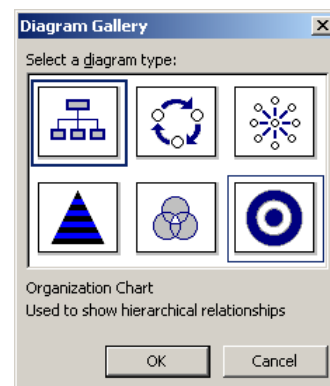 Diagram Gallery
Select a diagram type:
Organization Chart
Used to show hierarchical relationships
OK
Cancel